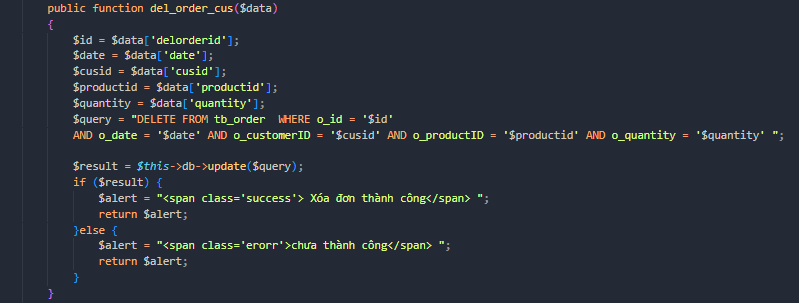 public function del_order_cus($data)
{
$id = $data['delorderid'];
$date = $data['date'];
$cusid = $data['cusid'];
$productid = $data['productid'];
$quantity = $data['quantity'];
$query = "DELETE FROM tb_order  WHERE o_id = '$id'
AND o_date = '$date' AND o_customerID = '$cusid' AND o_productID = '$productid' AND o_quantity = '$quantity' ";
$result = $this->db->update($query);
if ($result) {
$alert = "<span class='success'> Xóa đơn thành công</span> ";
return $alert;
}else {
$alert = "<span class='erorr'>chưa thành công</span> ";
return $alert;
}
}